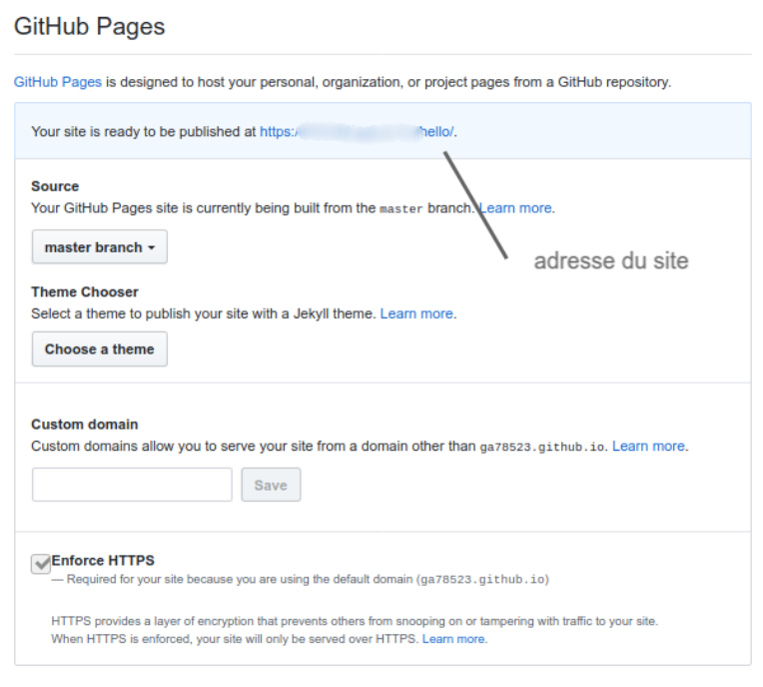 GitHub Pages
GitHub Pages is designed to host your personal, organization, or project pages from a GitHub repository.
Your site is ready to be published at https:/ hello/.
Source
Your GitHub Pages site is currently being built from the master branch. Learn more.
master branch
adresse du site
Theme Chooser
Select a theme to publish your site with a Jekyll theme. Learn more.
Choose a theme
Custom domain
Custom domains allow you to serve your site from a domain other than ga78523.github.io. Learn more.
Save
Enforce HTTPS
— Required for your site because you are using the default domain (ga78523.github.io)
HTTPS provides a layer of encryption that prevents others from snooping on or tampering with traffic to your site.
When HTTPS is enforced, your site will only be served over HTTPS. Learn more.